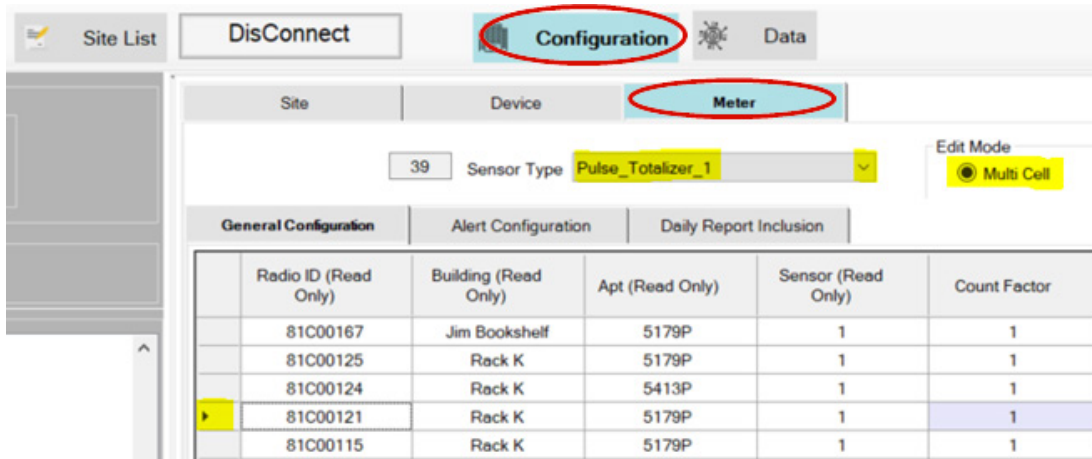 Site List DisConnect Configuration Data
Site Device Meter
39 Sensor Type Pulse_Totalizer_1 Edit Mode
Multi Cell
General Configuration Alert Configuration Daily Report Inclusion
Radio ID (Read Only) Building (Read Only) Apt (Read Only) Sensor (Read Only) Count Factor
81C00167 Jim Bookshelf 5179P 1 1
81C00125 Rack K 5179P 1 1
81C00124 Rack K 5413P 1 1
81C00121 Rack K 5179P 1 1
81C00115 Rack K 5179P 1 1